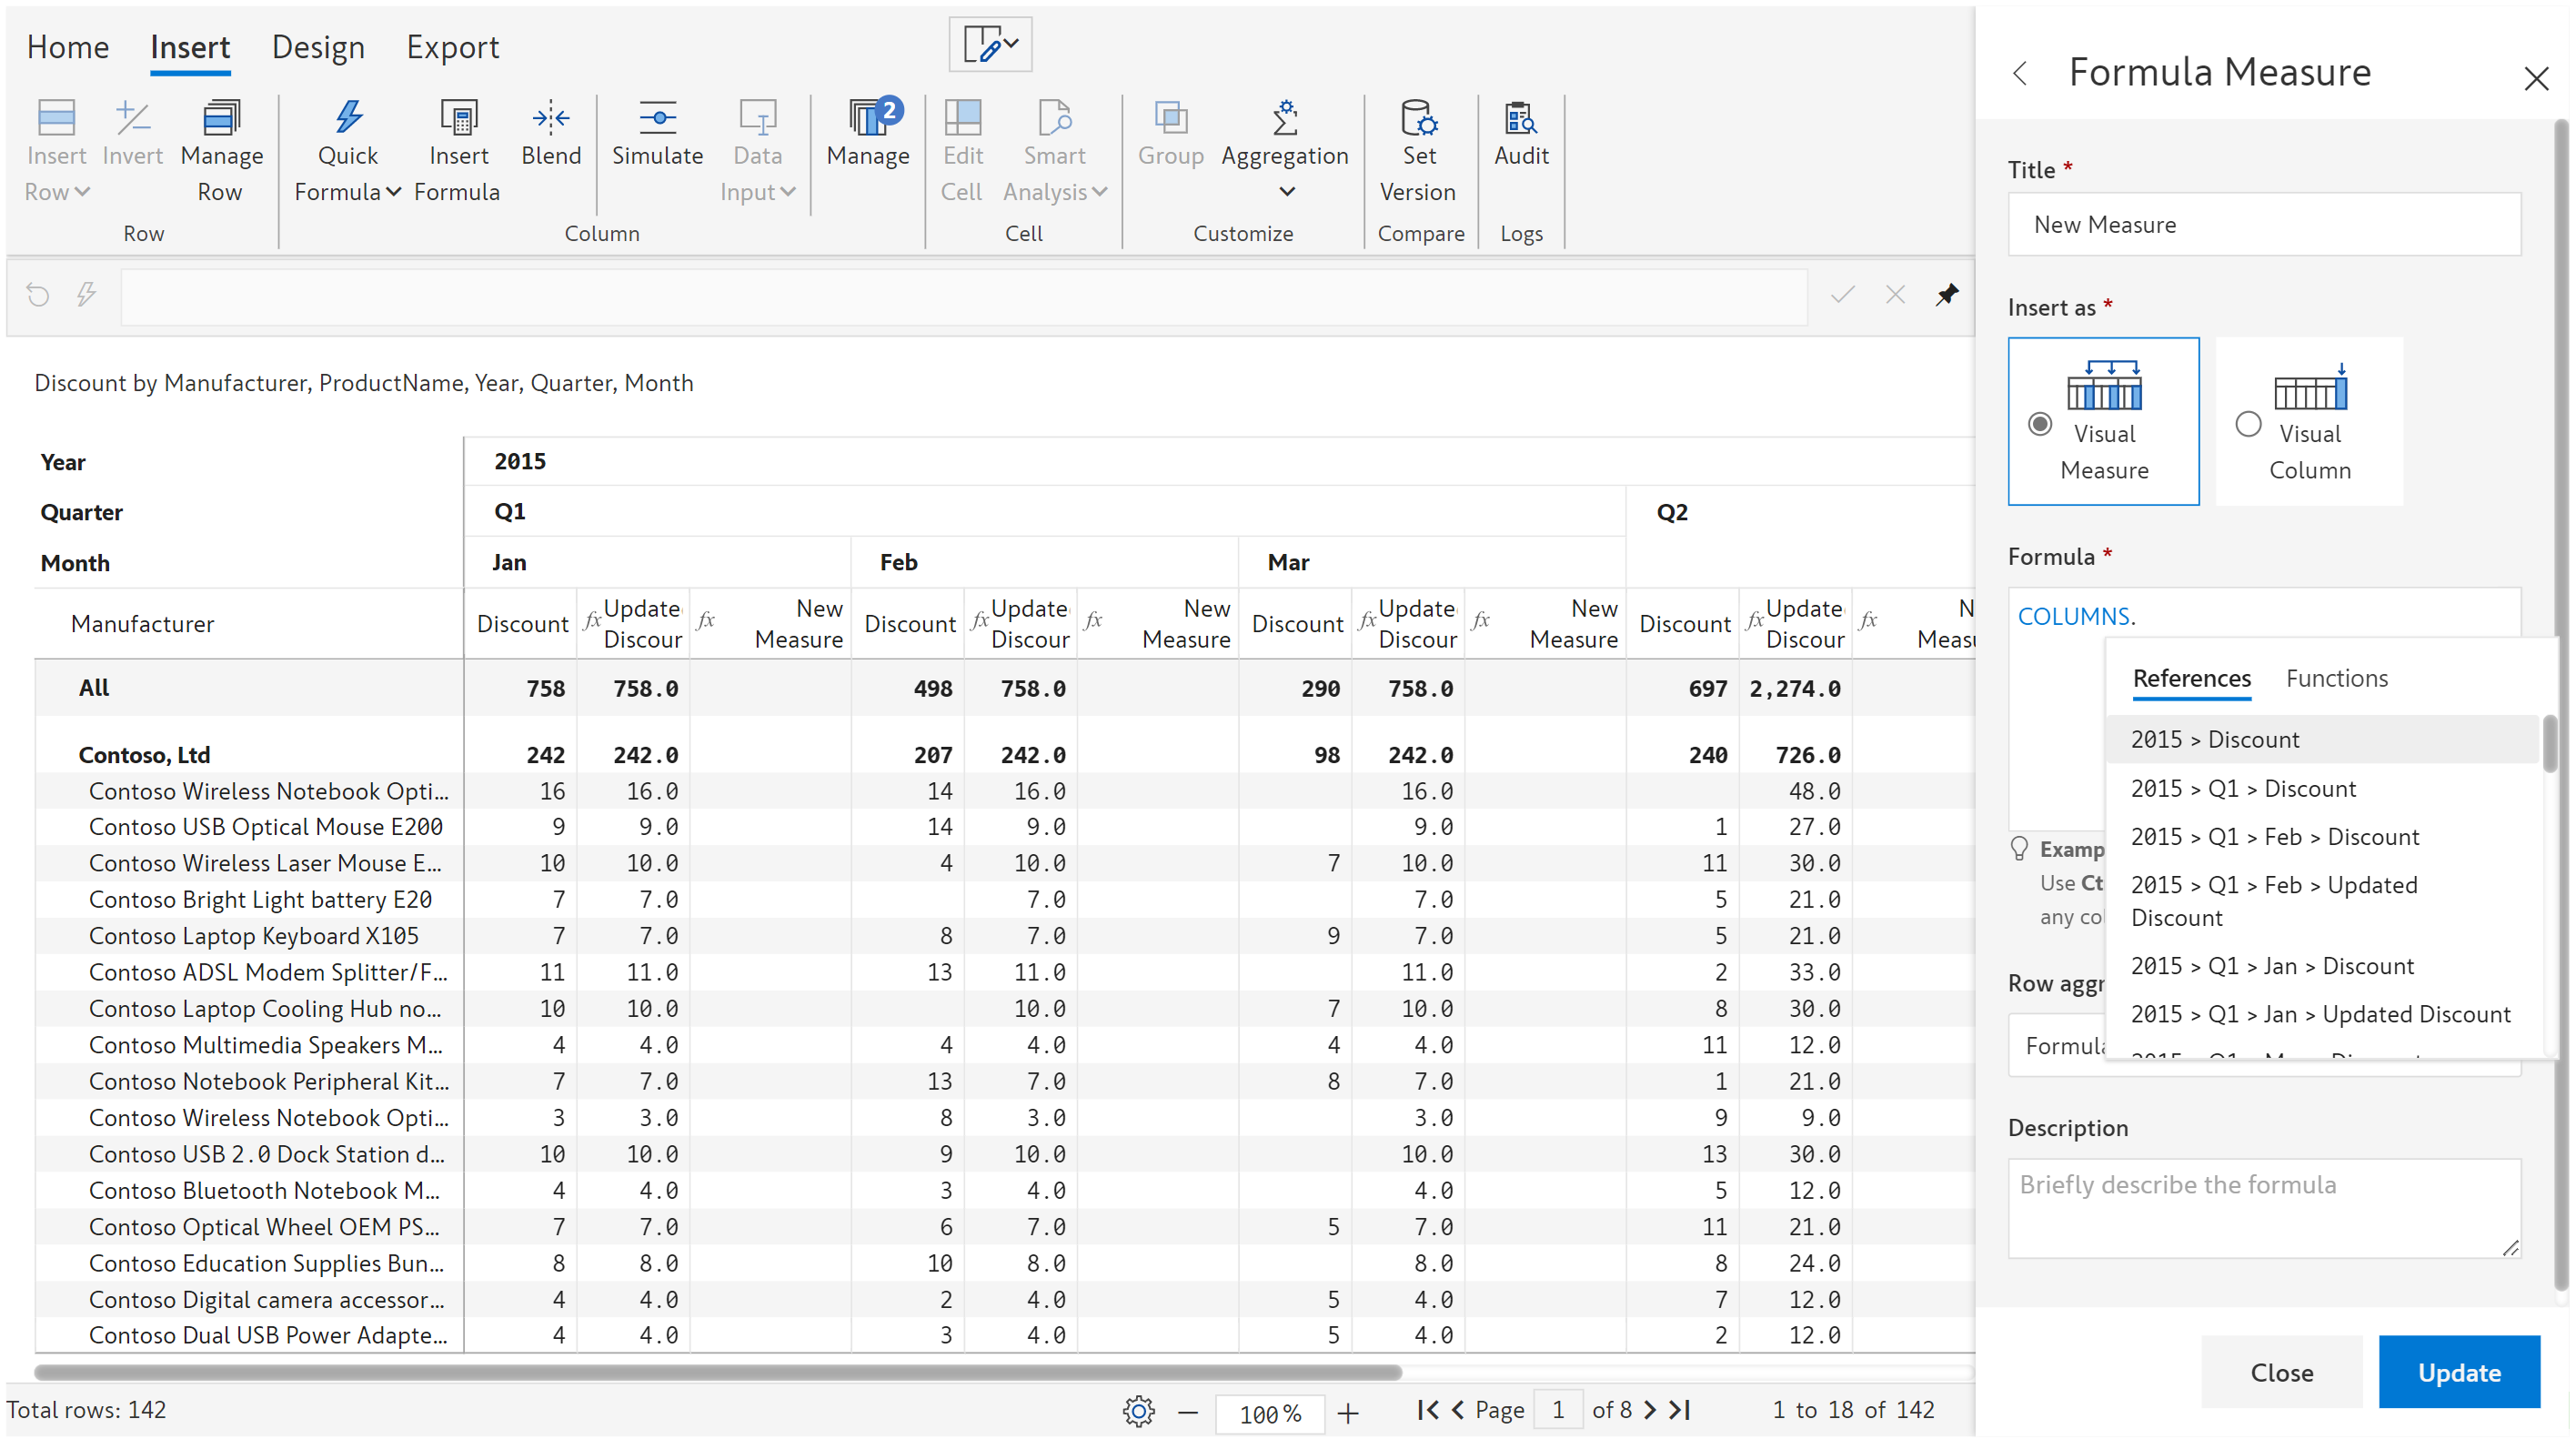 Home Insert Design Export
Insert Row
Invert
Manage Row
Quick Formula
Insert Formula
Blend
Simulate
Data Input
2
Manage
Edit Cell
Smart Analysis
Group
Aggregation
Set Version
Audit
Row Column Cell Customize Compare Logs
Discount by Manufacturer, ProductName, Year, Quarter, Month
Year 2015
Quarter Q1 Q2
Month Jan Feb Mar
Manufacturer Discount fx Update Discour fx New Measure Discount fx Update Discour fx New Measure Discount fx Update Discour fx New Measure Discount fx Update Discour fx N Measu
All 758 758.0 498 758.0 290 758.0 697 2,274.0
Contoso, Ltd 242 242.0 207 242.0 98 242.0 240 726.0
Contoso Wireless Notebook Opti... 16 16.0 14 16.0 16.0 48.0
Contoso USB Optical Mouse E200 9 9.0 14 9.0 9.0 1 27.0
Contoso Wireless Laser Mouse E... 10 10.0 4 10.0 7 10.0 11 30.0
Contoso Bright Light battery E20 7 7.0 7.0 7.0 5 21.0
Contoso Laptop Keyboard X105 7 7.0 8 7.0 9 7.0 5 21.0
Contoso ADSL Modem Splitter/F... 11 11.0 13 11.0 11.0 2 33.0
Contoso Laptop Cooling Hub no... 10 10.0 10.0 7 10.0 8 30.0
Contoso Multimedia Speakers M... 4 4.0 4 4.0 4 4.0 11 12.0
Contoso Notebook Peripheral Kit... 7 7.0 13 7.0 8 7.0 1 21.0
Contoso Wireless Notebook Opti... 3 3.0 8 3.0 3.0 9 9.0
Contoso USB 2.0 Dock Station d... 10 10.0 9 10.0 10.0 13 30.0
Contoso Bluetooth Notebook M... 4 4.0 3 4.0 4.0 5 12.0
Contoso Optical Wheel OEM PS... 7 7.0 6 7.0 5 7.0 11 21.0
Contoso Education Supplies Bun... 8 8.0 10 8.0 8.0 8 24.0
Contoso Digital camera accessor... 4 4.0 2 4.0 5 4.0 7 12.0
Contoso Dual USB Power Adapte... 4 4.0 3 4.0 5 4.0 2 12.0
Total rows: 142 100% Page 1 of 8 1 to 18 of 142
Formula Measure
Title *
New Measure
Insert as *
Visual Measure
Visual Column
Formula *
COLUMNS.
References Functions
2015 > Discount
2015 > Q1 > Discount
2015 > Q1 > Feb > Discount
2015 > Q1 > Feb > Updated
Discount
2015 > Q1 > Jan > Discount
2015 > Q1 > Jan > Updated Discount
Examp
Use Ct
any col
Row aggr
Formula
Description
Briefly describe the formula
Close Update